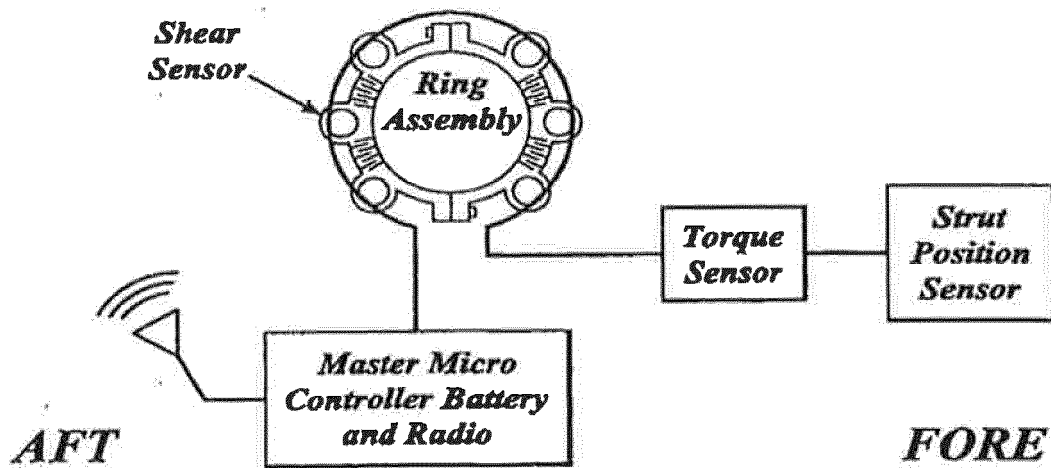 Shear
Sensor
Ring
Assembly
Torque
Sensor
Strut
Position
Sensor
Master Micro
Controller Battery
and Radio
AFT
FORE